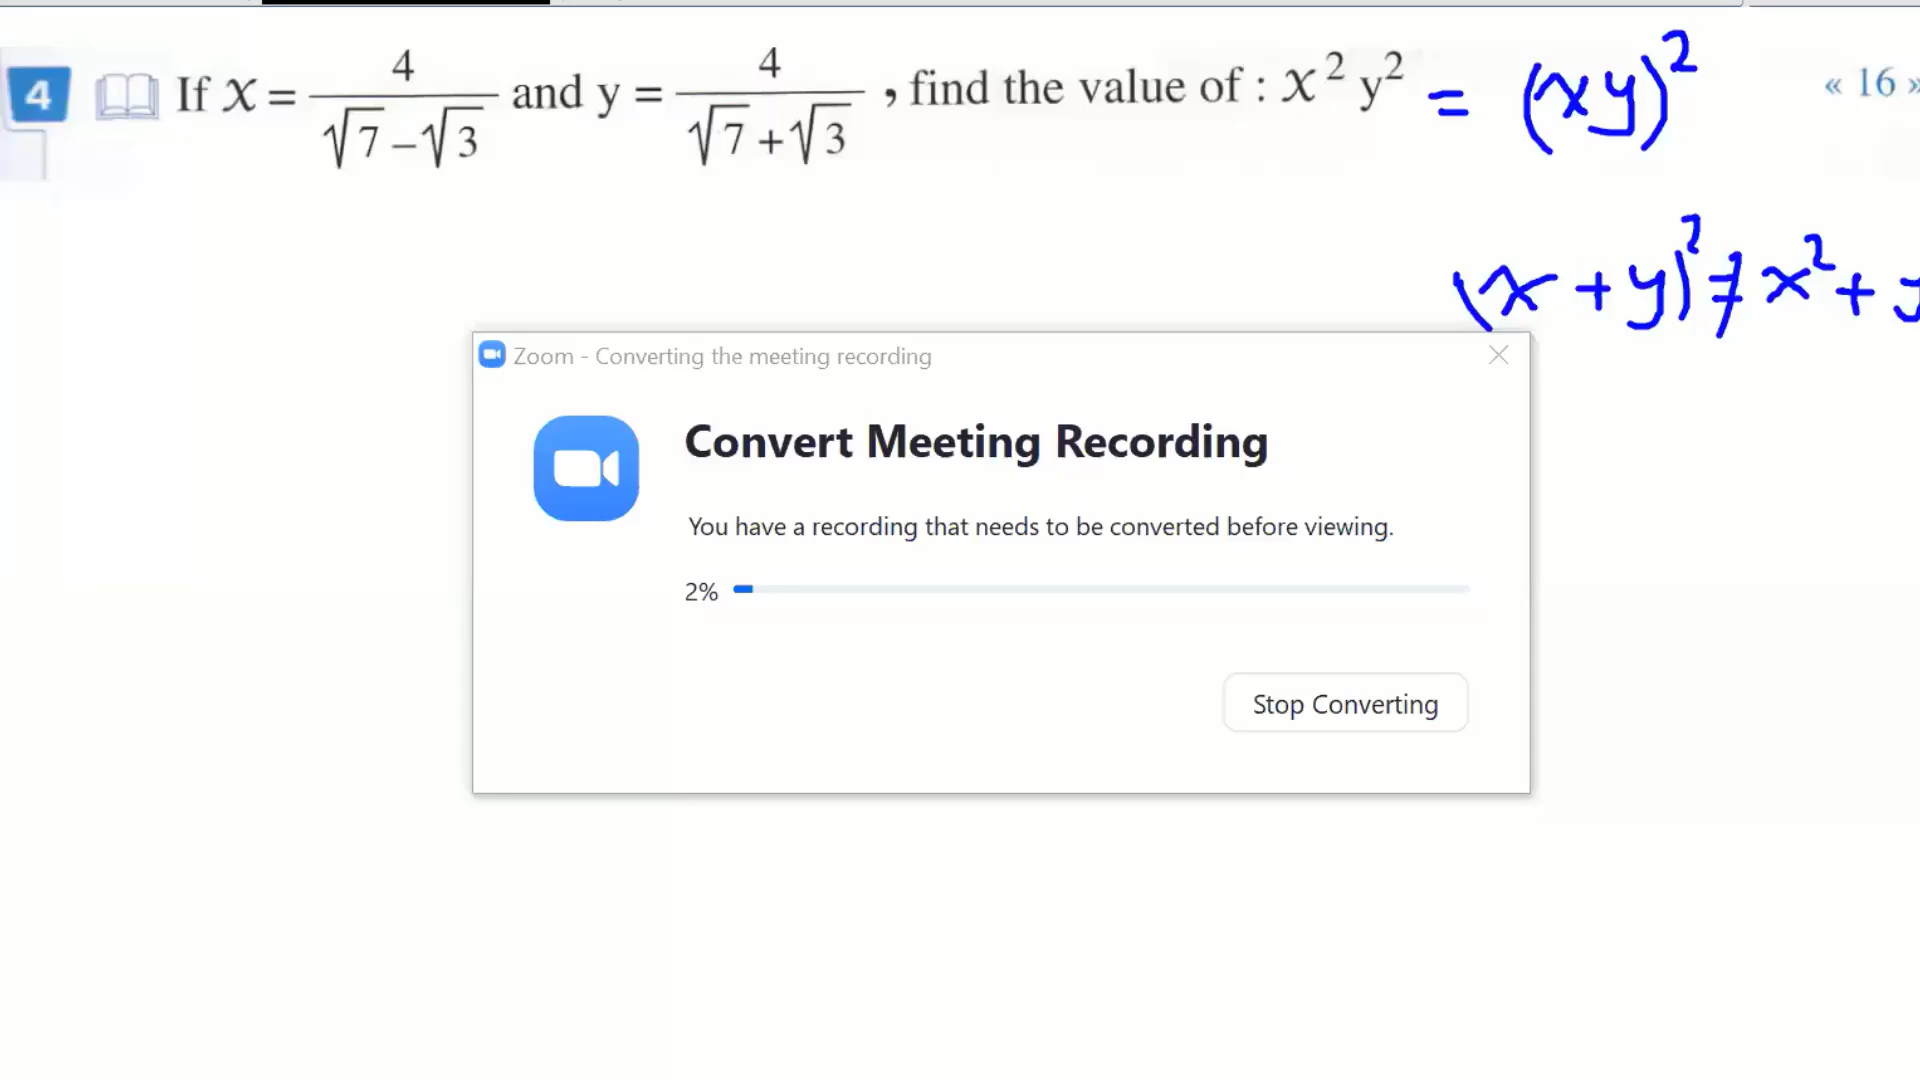 4 If x = 4/(√7 − √3) and y = 4/(√7 + √3) , find the value of : x² y² = (xy)² « 16 »
(x + y)² ≠ x² +
Zoom - Converting the meeting recording
Convert Meeting Recording
You have a recording that needs to be converted before viewing.
2%
Stop Converting